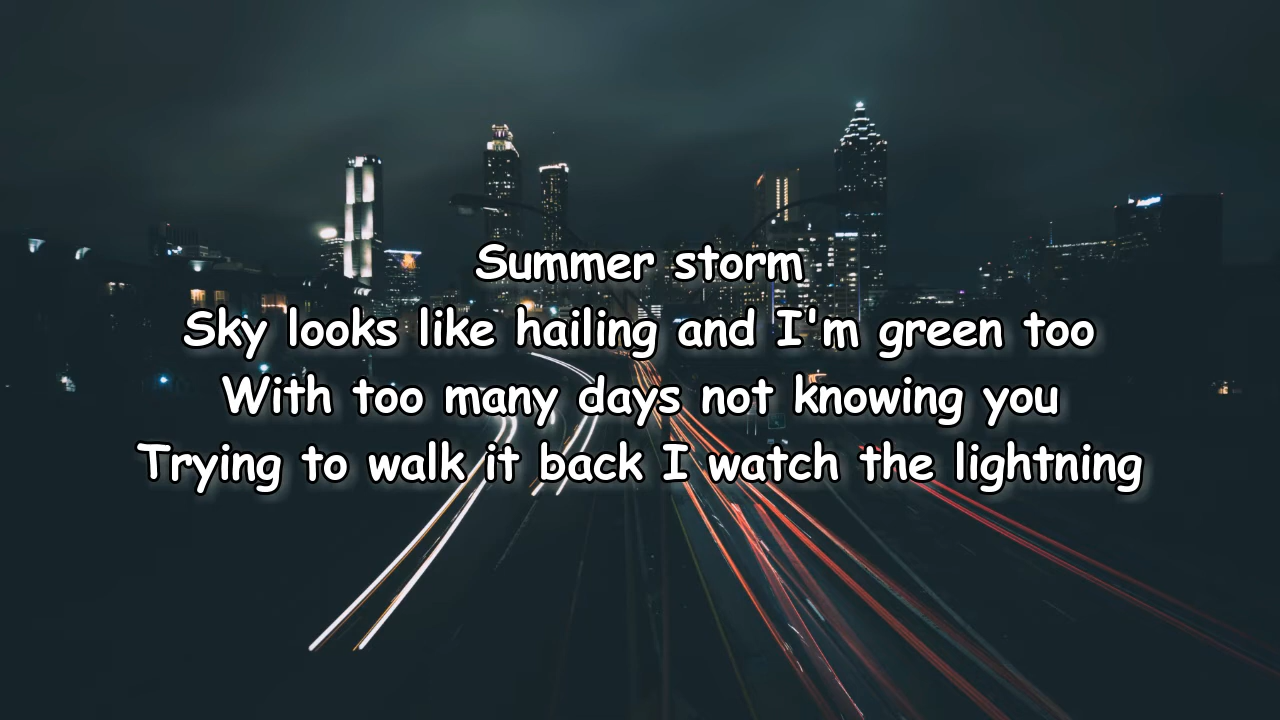 Summer storm
Sky looks like hailing and I'm green too
With too many days not knowing you
Trying to walk it back I watch the lightning